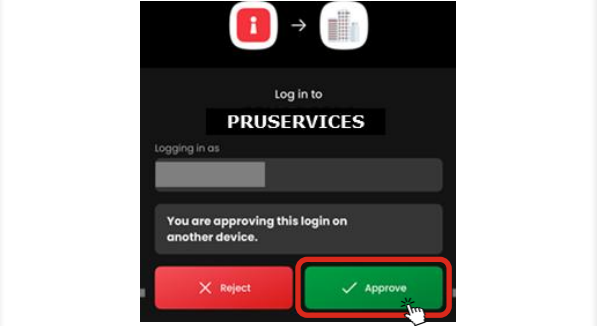 i
Log in to
PRUSERVICES
Logging in as
You are approving this login on
another device.
Reject
Approve